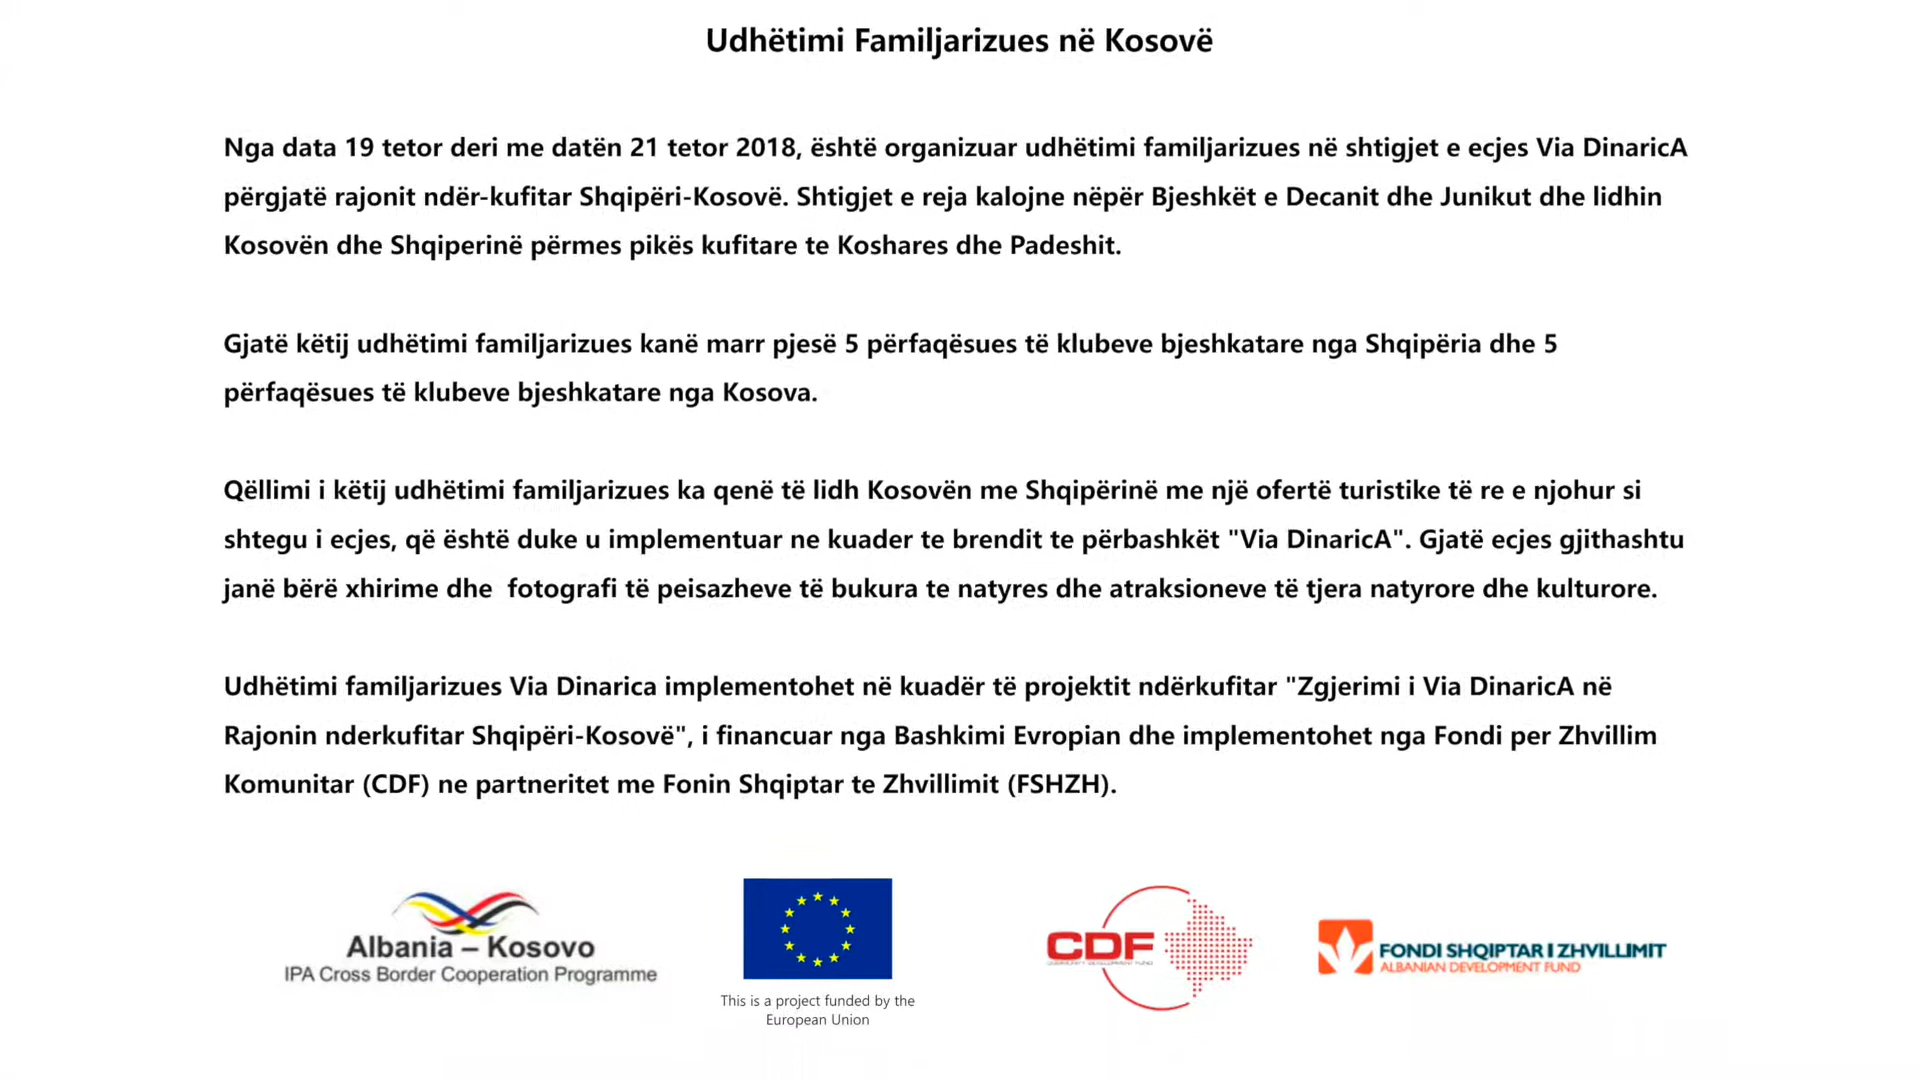 Udhëtimi Familjarizues në Kosovë
Nga data 19 tetor deri me datën 21 tetor 2018, është organizuar udhëtimi familjarizues në shtigjet e ecjes Via DinaricA
përgjatë rajonit ndër-kufitar Shqipëri-Kosovë. Shtigjet e reja kalojne nëpër Bjeshkët e Decanit dhe Junikut dhe lidhin
Kosovën dhe Shqiperinë përmes pikës kufitare te Koshares dhe Padeshit.
Gjatë këtij udhëtimi familjarizues kanë marr pjesë 5 përfaqësues të klubeve bjeshkatare nga Shqipëria dhe 5
përfaqësues të klubeve bjeshkatare nga Kosova.
Qëllimi i këtij udhëtimi familjarizues ka qenë të lidh Kosovën me Shqipërinë me një ofertë turistike të re e njohur si
shtegu i ecjes, që është duke u implementuar ne kuader te brendit te përbashkët "Via DinaricA". Gjatë ecjes gjithashtu
janë bërë xhirime dhe  fotografi të peisazheve të bukura te natyres dhe atraksioneve të tjera natyrore dhe kulturore.
Udhëtimi familjarizues Via Dinarica implementohet në kuadër të projektit ndërkufitar "Zgjerimi i Via DinaricA në
Rajonin nderkufitar Shqipëri-Kosovë", i financuar nga Bashkimi Evropian dhe implementohet nga Fondi per Zhvillim
Komunitar (CDF) ne partneritet me Fonin Shqiptar te Zhvillimit (FSHZH).
Albania – Kosovo
IPA Cross Border Cooperation Programme
This is a project funded by the
European Union
CDF
COMMUNITY DEVELOPMENT FUND
FONDI SHQIPTAR I ZHVILLIMIT
ALBANIAN DEVELOPMENT FUND